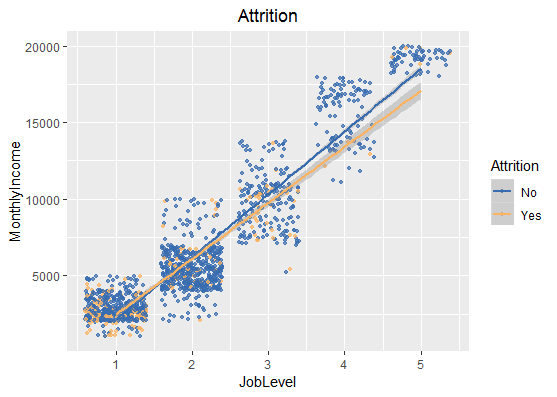 Attrition
20000
15000
10000
5000
MonthlyIncome
1 2 3 4 5
JobLevel
Attrition
No
Yes